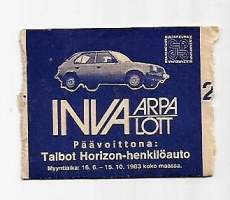 INVA ARPA
LOTT
Päävoittona:
Talbot Horizon-henkilöauto
Myyntiaika: 16. 6. – 15. 10. 1983 koko maassa.
2